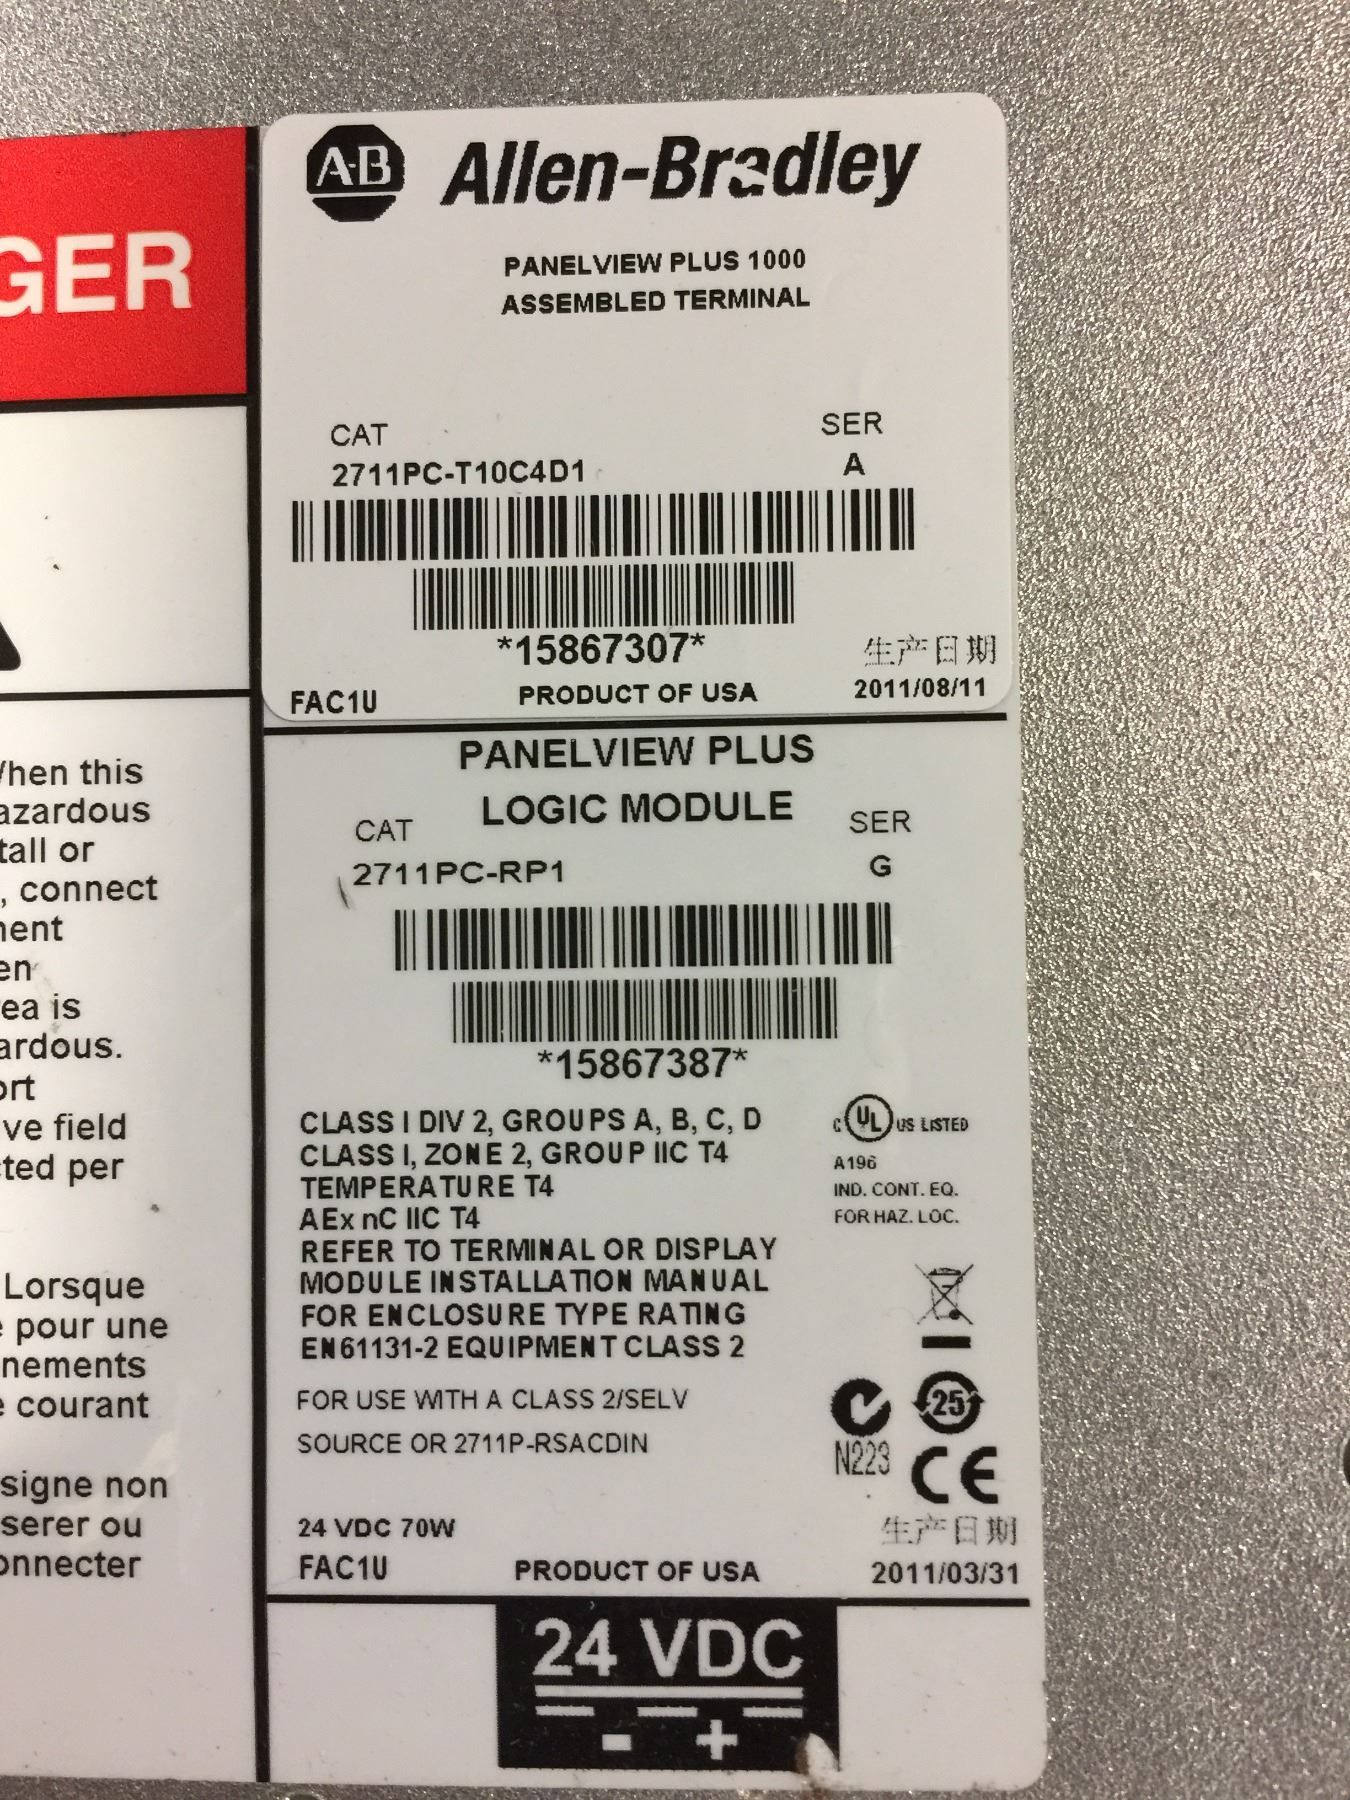 GER
/hen this
azardous
tall or
, connect
nent
en
rea is
ardous.
ort
ve field
cted per
Lorsque
e pour une
nements
e courant
signe non
serer ou
onnecter
A-B Allen-Bradley
PANELVIEW PLUS 1000
ASSEMBLED TERMINAL
CAT SER
2711PC-T10C4D1 A
*15867307*
生产日期
FAC1U PRODUCT OF USA 2011/08/11
PANELVIEW PLUS
LOGIC MODULE
CAT SER
2711PC-RP1 G
*15867387*
CLASS I DIV 2, GROUPS A, B, C, D
CLASS I, ZONE 2, GROUP IIC T4
TEMPERATURE T4
AEx nC IIC T4
REFER TO TERMINAL OR DISPLAY
MODULE INSTALLATION MANUAL
FOR ENCLOSURE TYPE RATING
EN61131-2 EQUIPMENT CLASS 2
FOR USE WITH A CLASS 2/SELV
SOURCE OR 2711P-RSACDIN
C UL US LISTED
A196
IND. CONT. EQ.
FOR HAZ. LOC.
25
N223 CE
24 VDC 70W 生产日期
FAC1U PRODUCT OF USA 2011/03/31
24 VDC
- +